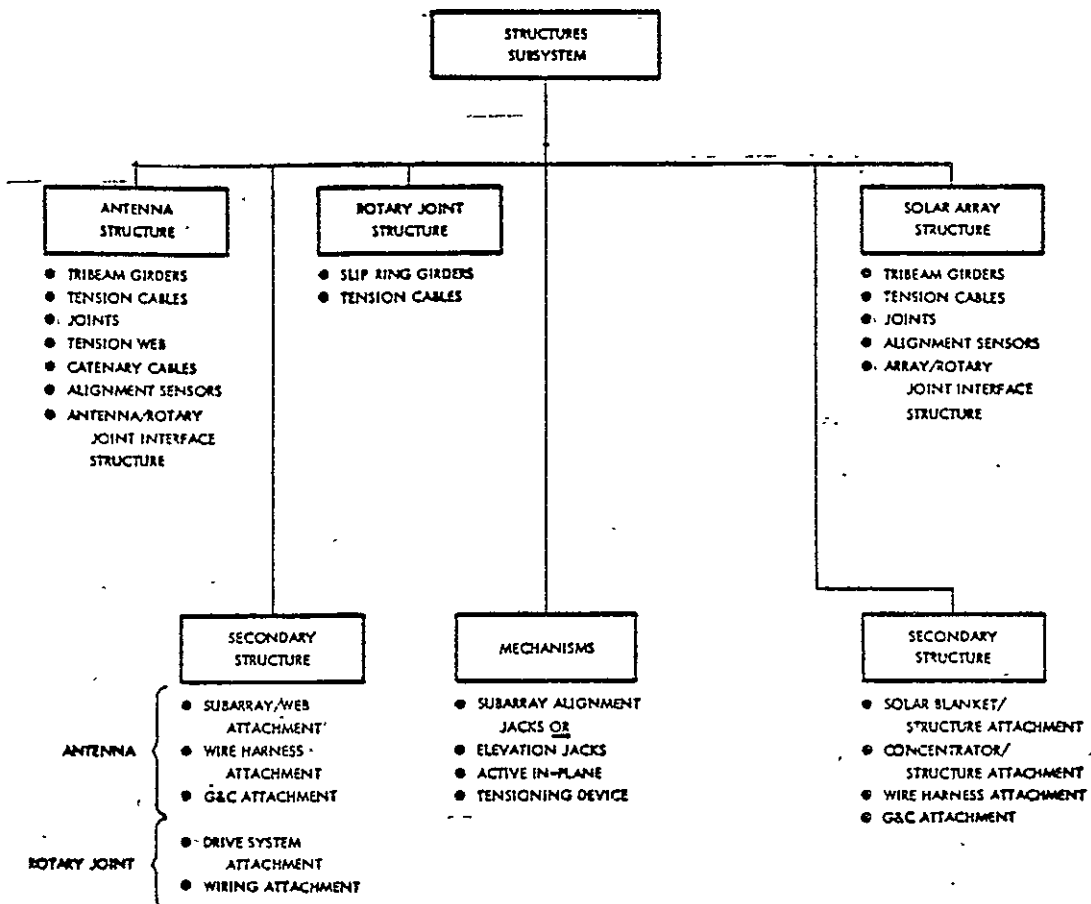 STRUCTURES
SUBSYSTEM
ANTENNA
STRUCTURE
● TRIBEAM GIRDERS
● TENSION CABLES
● JOINTS
● TENSION WEB
● CATENARY CABLES
● ALIGNMENT SENSORS
● ANTENNA/ROTARY
JOINT INTERFACE
STRUCTURE
ROTARY JOINT
STRUCTURE
● SLIP RING GIRDERS
● TENSION CABLES
SOLAR ARRAY
STRUCTURE
● TRIBEAM GIRDERS
● TENSION CABLES
● JOINTS
● ALIGNMENT SENSORS
● ARRAY/ROTARY
JOINT INTERFACE
STRUCTURE
SECONDARY
STRUCTURE
ANTENNA
● SUBARRAY/WEB
ATTACHMENT
● WIRE HARNESS
ATTACHMENT
● G&C ATTACHMENT
ROTARY JOINT
● DRIVE SYSTEM
ATTACHMENT
● WIRING ATTACHMENT
MECHANISMS
● SUBARRAY ALIGNMENT
JACKS OR
● ELEVATION JACKS
● ACTIVE IN-PLANE
● TENSIONING DEVICE
SECONDARY
STRUCTURE
● SOLAR BLANKET/
STRUCTURE ATTACHMENT
● CONCENTRATOR/
STRUCTURE ATTACHMENT
● WIRE HARNESS ATTACHMENT
● G&C ATTACHMENT